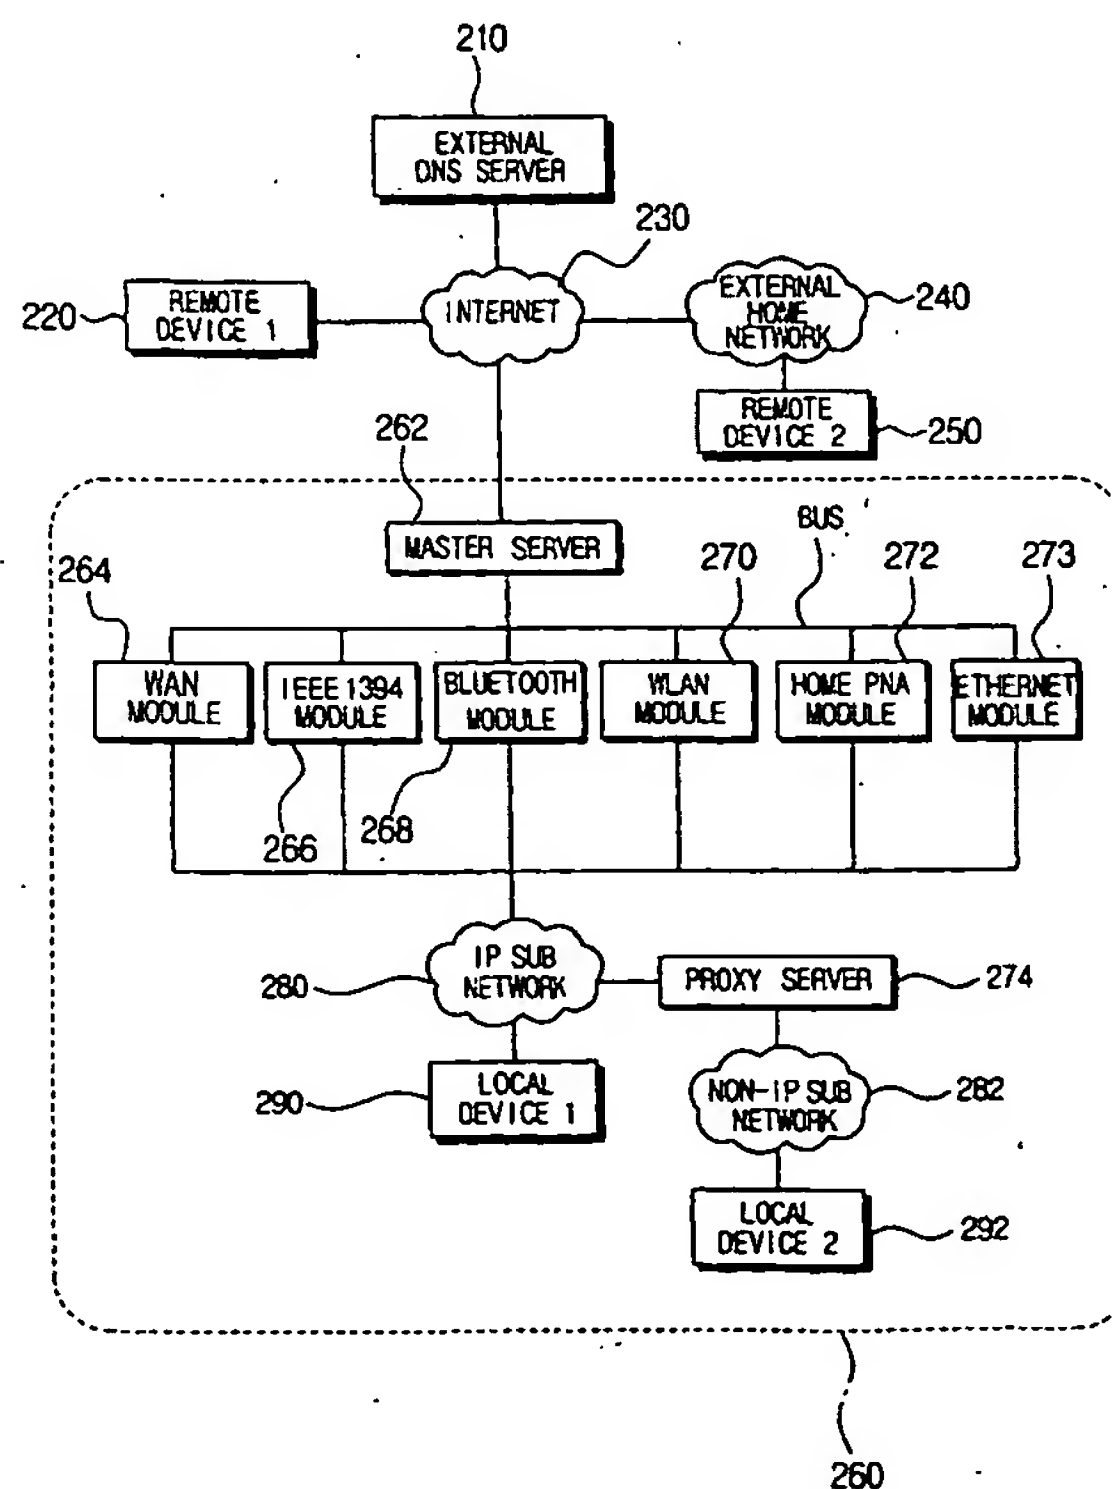 210
EXTERNAL
DNS SERVER
230
INTERNET
EXTERNAL
HOME
NETWORK
240
220
REMOTE
DEVICE 1
REMOTE
DEVICE 2
250
262
MASTER SERVER
BUS
264
270
272
273
WAN
MODULE
IEEE 1394
MODULE
BLUETOOTH
MODULE
WLAN
MODULE
HOME PNA
MODULE
ETHERNET
MODULE
266
268
IP SUB
NETWORK
280
PROXY SERVER
274
290
LOCAL
DEVICE 1
NON-IP SUB
NETWORK
282
LOCAL
DEVICE 2
292
260